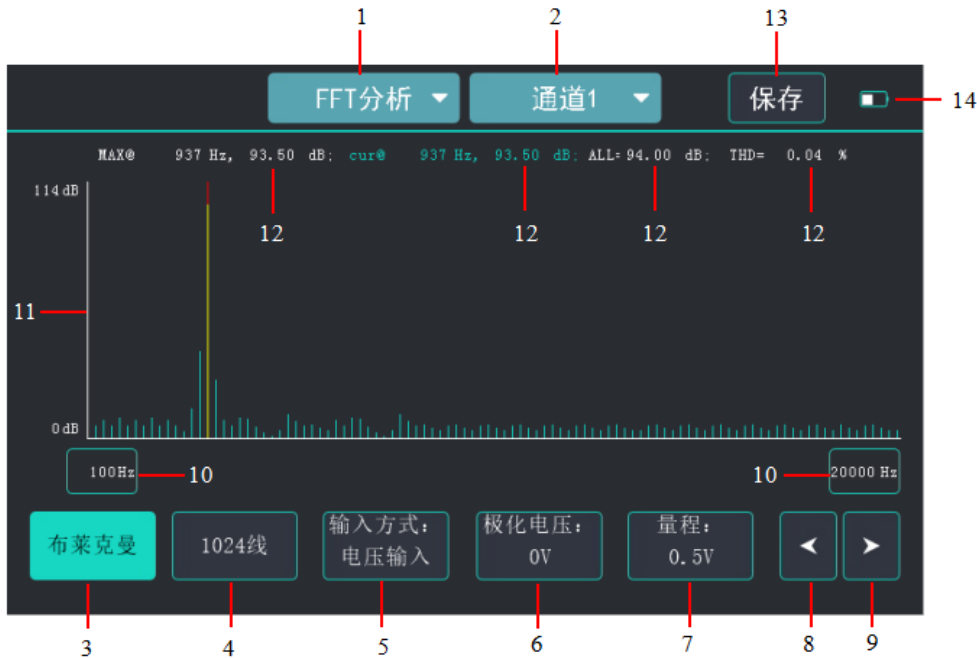 1 2 13
FFT分析 通道1 保存 14
MAX@ 937 Hz, 93.50 dB; cur@ 937 Hz, 93.50 dB; ALL=94.00 dB; THD= 0.04 %
114 dB
12 12 12 12
11
0 dB
100Hz 10 10 20000 Hz
布莱克曼 1024线 输入方式: 极化电压: 量程:
电压输入 0V 0.5V
3 4 5 6 7 8 9